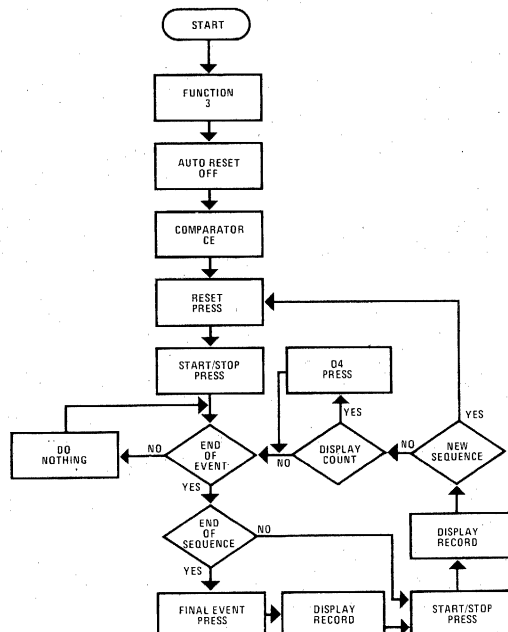 START
FUNCTION
3
AUTO RESET
OFF
COMPARATOR
CE
RESET
PRESS
START/STOP
PRESS
D4
PRESS
YES
YES
DO
NOTHING
NO
END
OF
EVENT
NO
DISPLAY
COUNT
NO
NEW
SEQUENCE
YES
END
OF
SEQUENCE
NO
DISPLAY
RECORD
YES
FINAL EVENT
PRESS
DISPLAY
RECORD
START/STOP
PRESS